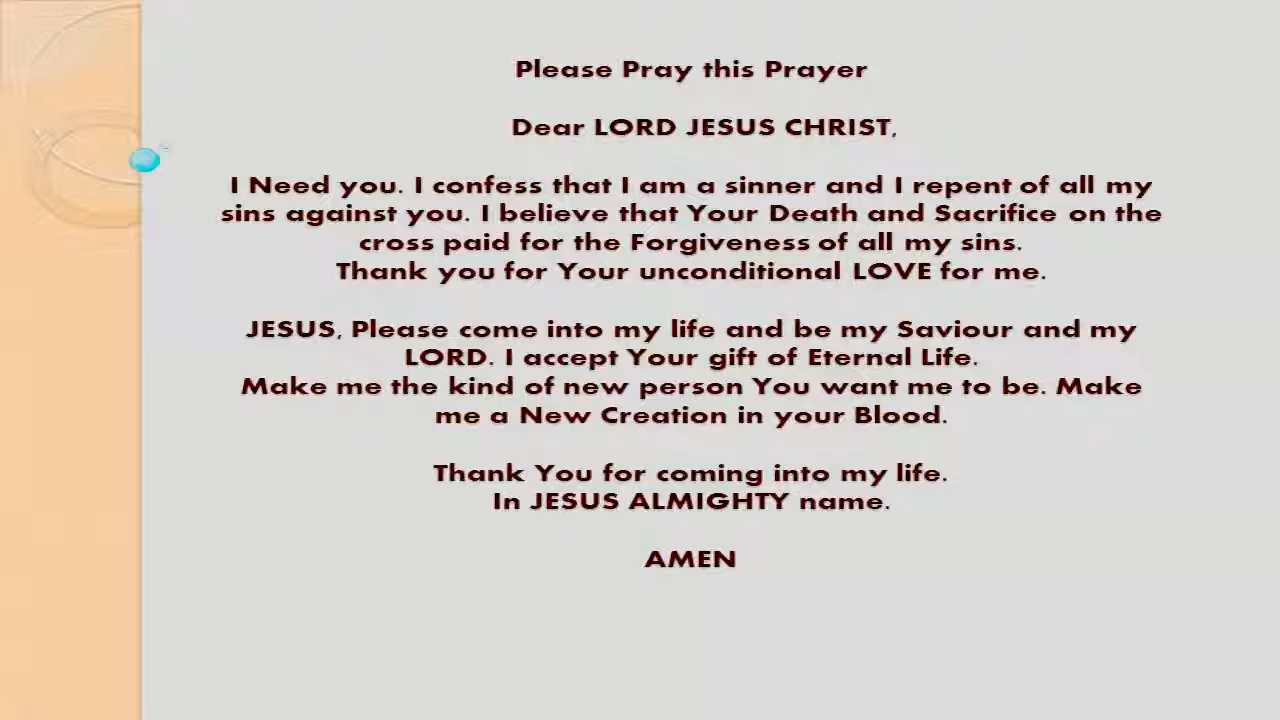 Please Pray this Prayer
Dear LORD JESUS CHRIST,
I Need you. I confess that I am a sinner and I repent of all my
sins against you. I believe that Your Death and Sacrifice on the
cross paid for the Forgiveness of all my sins.
Thank you for Your unconditional LOVE for me.
JESUS, Please come into my life and be my Saviour and my
LORD. I accept Your gift of Eternal Life.
Make me the kind of new person You want me to be. Make
me a New Creation in your Blood.
Thank You for coming into my life.
In JESUS ALMIGHTY name.
AMEN